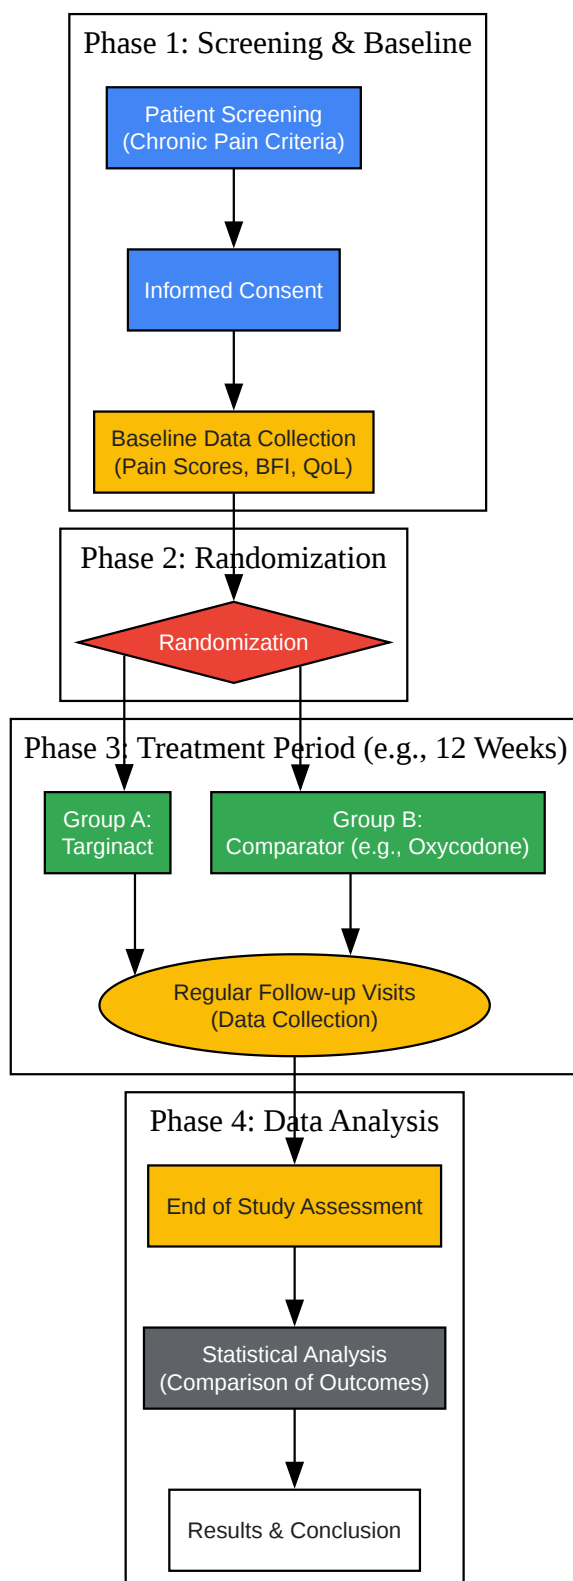 Phase 1: Screening & Baseline
Patient Screening
(Chronic Pain Criteria)
Informed Consent
Baseline Data Collection
(Pain Scores, BFI, QoL)
Phase 2: Randomization
Randomization
Phase 3: Treatment Period (e.g., 12 Weeks)
Group A:
Targinact
Group B:
Comparator (e.g., Oxycodone)
Regular Follow-up Visits
(Data Collection)
Phase 4: Data Analysis
End of Study Assessment
Statistical Analysis
(Comparison of Outcomes)
Results & Conclusion